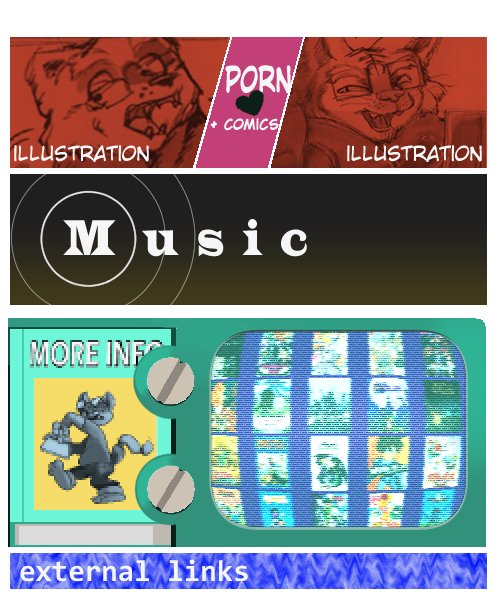 PORN
+ COMICS
ILLUSTRATION
ILLUSTRATION
Music
MORE INFO
external links